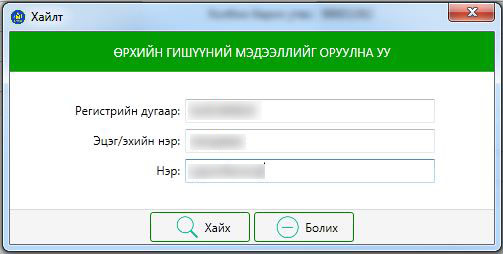 Хайлт
ӨРХИЙН ГИШҮҮНИЙ МЭДЭЭЛЛИЙГ ОРУУЛНА УУ
Регистрийн дугаар:
Эцэг/эхийн нэр:
Нэр:
Хайх
Болих